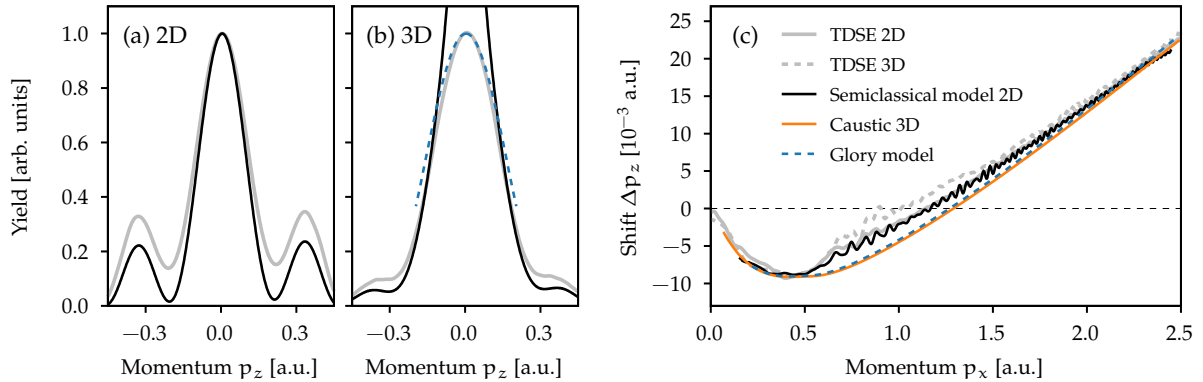 (a) 2D
(b) 3D
(c)
Yield [arb. units]
1.0
0.8
0.6
0.4
0.2
0.0
−0.3
0.0
0.3
Momentum p_z [a.u.]
−0.3
0.0
0.3
Momentum p_z [a.u.]
Shift Δp_z [10⁻³ a.u.]
25
20
15
10
5
0
−5
−10
TDSE 2D
TDSE 3D
Semiclassical model 2D
Caustic 3D
Glory model
0.0
0.5
1.0
1.5
2.0
2.5
Momentum p_x [a.u.]